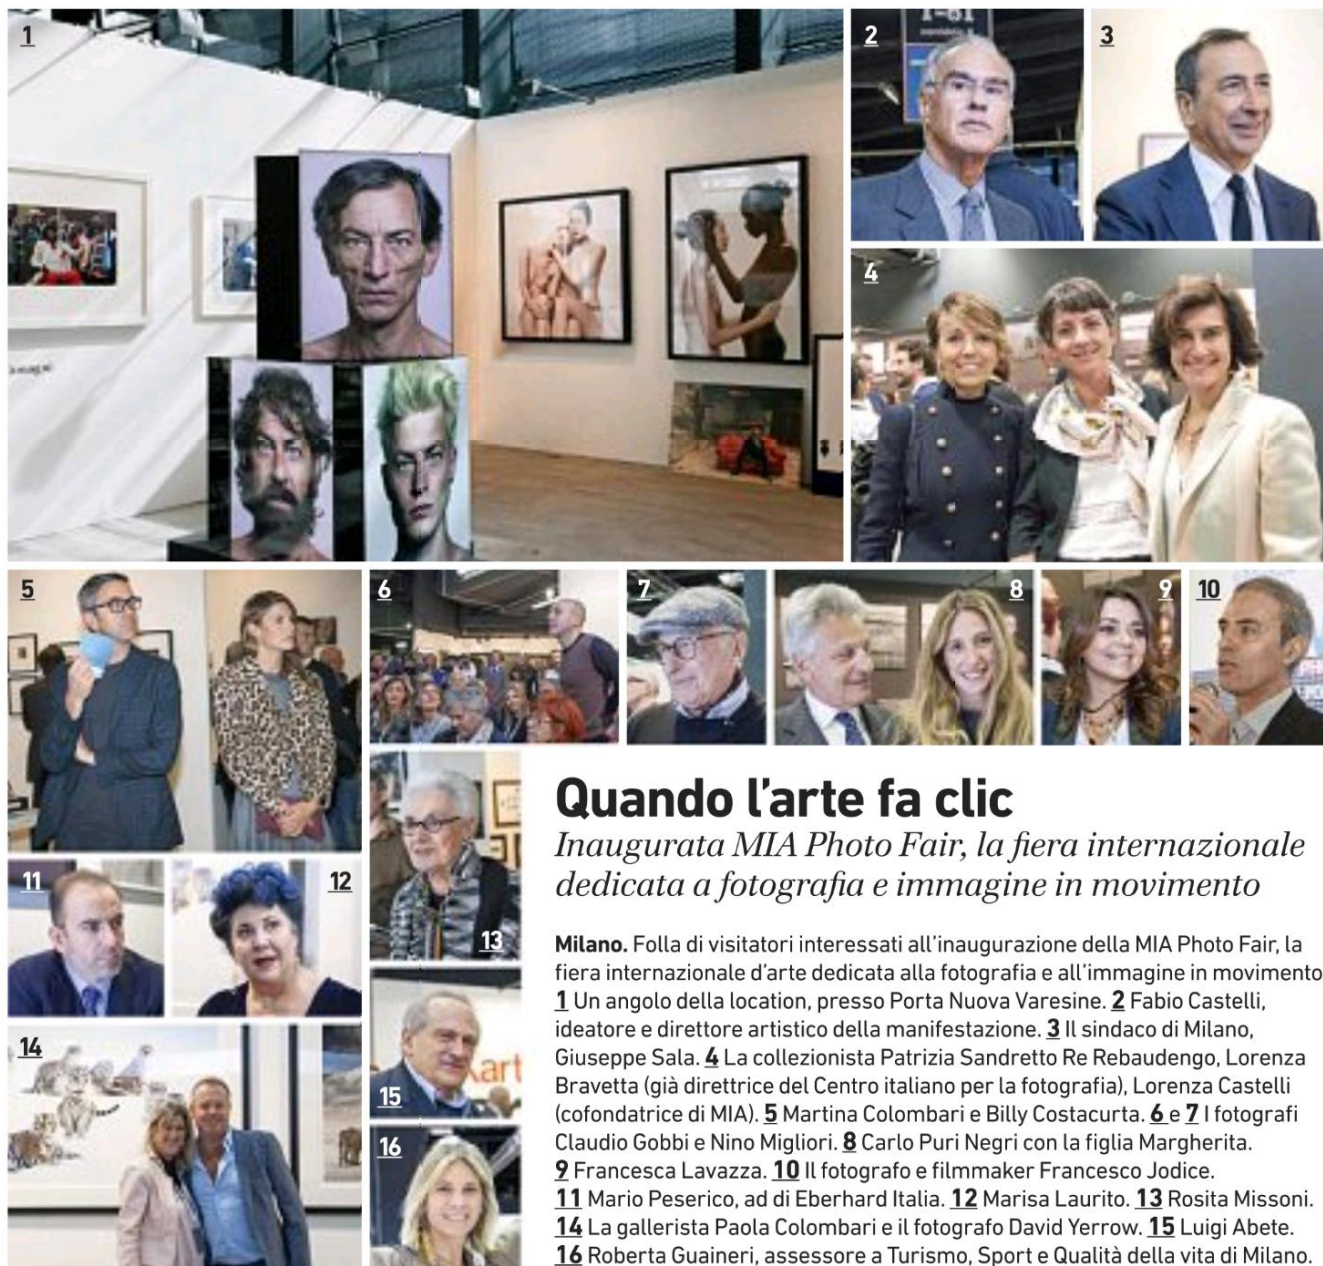 1
2
3
4
5
6
7
8
9
10
11
12
13
14
15
16
Kart
Quando l'arte fa clic
Inaugurata MIA Photo Fair, la fiera internazionale
dedicata a fotografia e immagine in movimento
Milano. Folla di visitatori interessati all'inaugurazione della MIA Photo Fair, la
fiera internazionale d'arte dedicata alla fotografia e all'immagine in movimento
1 Un angolo della location, presso Porta Nuova Varesine. 2 Fabio Castelli,
ideatore e direttore artistico della manifestazione. 3 Il sindaco di Milano,
Giuseppe Sala. 4 La collezionista Patrizia Sandretto Re Rebaudengo, Lorenza
Bravetta (già direttrice del Centro italiano per la fotografia), Lorenza Castelli
(cofondatrice di MIA). 5 Martina Colombari e Billy Costacurta. 6 e 7 I fotografi
Claudio Gobbi e Nino Migliori. 8 Carlo Puri Negri con la figlia Margherita.
9 Francesca Lavazza. 10 Il fotografo e filmmaker Francesco Jodice.
11 Mario Peserico, ad di Eberhard Italia. 12 Marisa Laurito. 13 Rosita Missoni.
14 La gallerista Paola Colombari e il fotografo David Yerrow. 15 Luigi Abete.
16 Roberta Guaineri, assessore a Turismo, Sport e Qualità della vita di Milano.